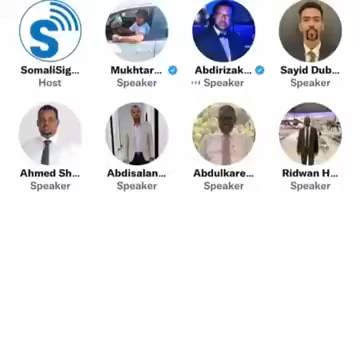 SomaliSig...
Mukhtar...
Abdirizak...
Sayid Dub...
Host
Speaker
Speaker
Speaker
Ahmed Sh...
Abdisalan...
Abdulkare...
Ridwan H...
Speaker
Speaker
Speaker
Speaker